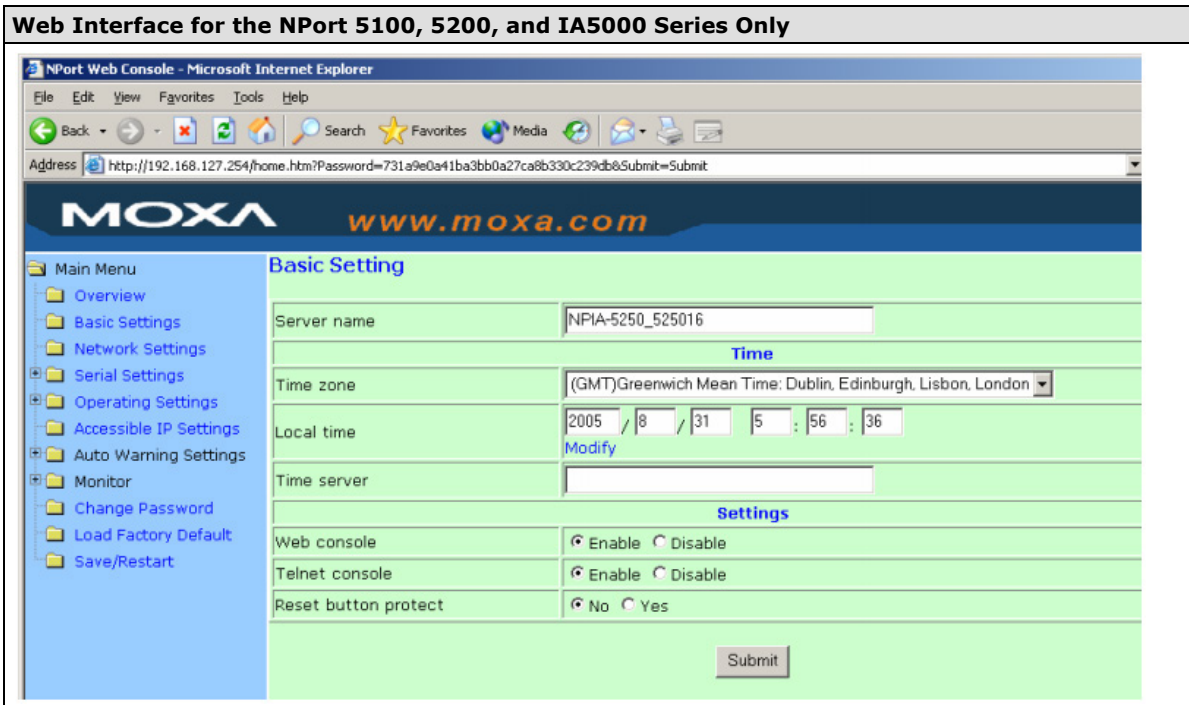 Web Interface for the NPort 5100, 5200, and IA5000 Series Only
NPort Web Console - Microsoft Internet Explorer
File Edit View Favorites Tools Help
Back Search Favorites Media
Address http://192.168.127.254/home.htm?Password=731a9e0a41ba3bb0a27ca8b330c239db&Submit=Submit
MOXA www.moxa.com
Main Menu
Overview
Basic Settings
Network Settings
Serial Settings
Operating Settings
Accessible IP Settings
Auto Warning Settings
Monitor
Change Password
Load Factory Default
Save/Restart
Basic Setting
Server name NPIA-5250_525016
Time
Time zone (GMT)Greenwich Mean Time: Dublin, Edinburgh, Lisbon, London
Local time 2005 / 8 / 31 5 : 56 : 36
Modify
Time server
Settings
Web console Enable Disable
Telnet console Enable Disable
Reset button protect No Yes
Submit